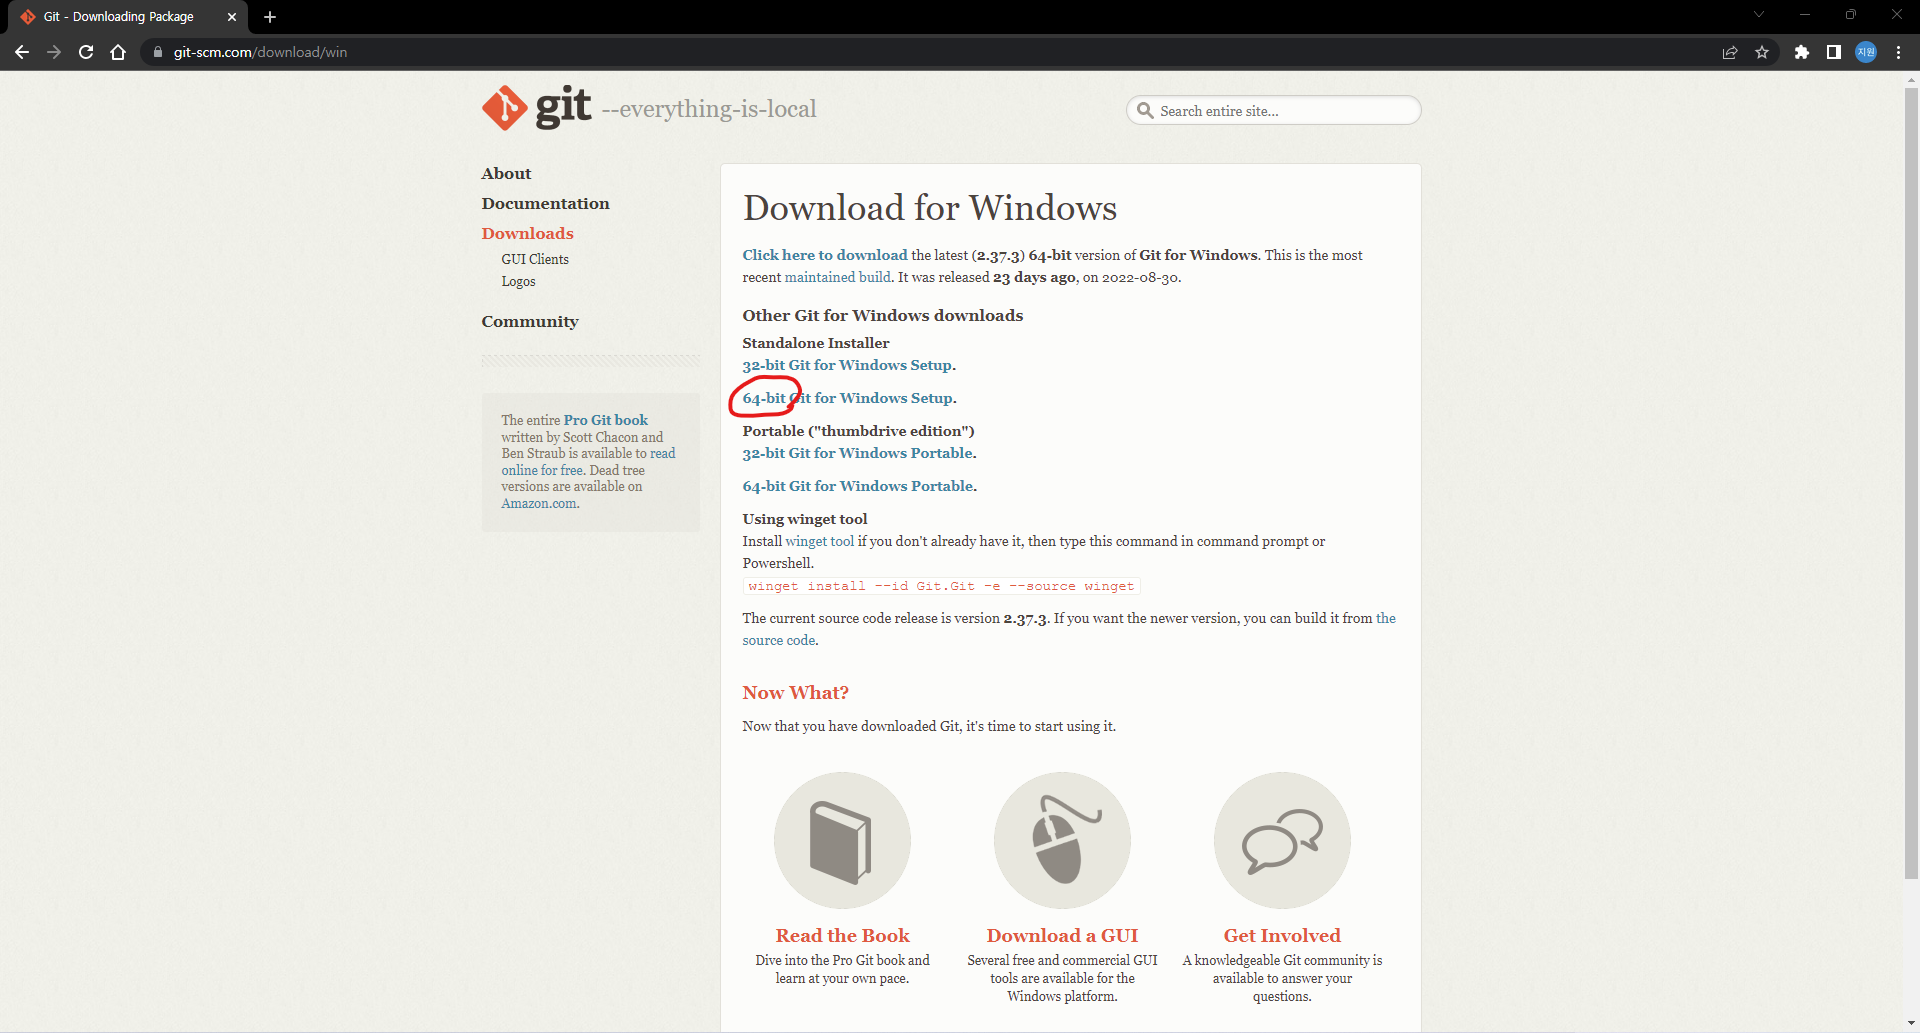 Git - Downloading Package
git-scm.com/download/win
지원
git --everything-is-local
Search entire site...
About
Documentation
Downloads
GUI Clients
Logos
Community
The entire Pro Git book
written by Scott Chacon and
Ben Straub is available to read
online for free. Dead tree
versions are available on
Amazon.com.
Download for Windows
Click here to download the latest (2.37.3) 64-bit version of Git for Windows. This is the most
recent maintained build. It was released 23 days ago, on 2022-08-30.
Other Git for Windows downloads
Standalone Installer
32-bit Git for Windows Setup.
64-bit Git for Windows Setup.
Portable ("thumbdrive edition")
32-bit Git for Windows Portable.
64-bit Git for Windows Portable.
Using winget tool
Install winget tool if you don't already have it, then type this command in command prompt or
Powershell.
winget install --id Git.Git -e --source winget
The current source code release is version 2.37.3. If you want the newer version, you can build it from the
source code.
Now What?
Now that you have downloaded Git, it's time to start using it.
Read the Book
Dive into the Pro Git book and
learn at your own pace.
Download a GUI
Several free and commercial GUI
tools are available for the
Windows platform.
Get Involved
A knowledgeable Git community is
available to answer your
questions.